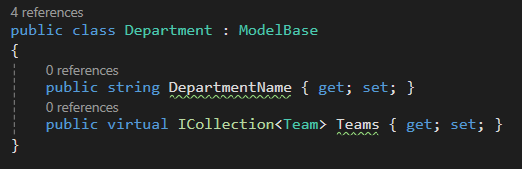 4 references
public class Department : ModelBase
{
0 references
public string DepartmentName { get; set; }
0 references
public virtual ICollection<Team> Teams { get; set; }
}